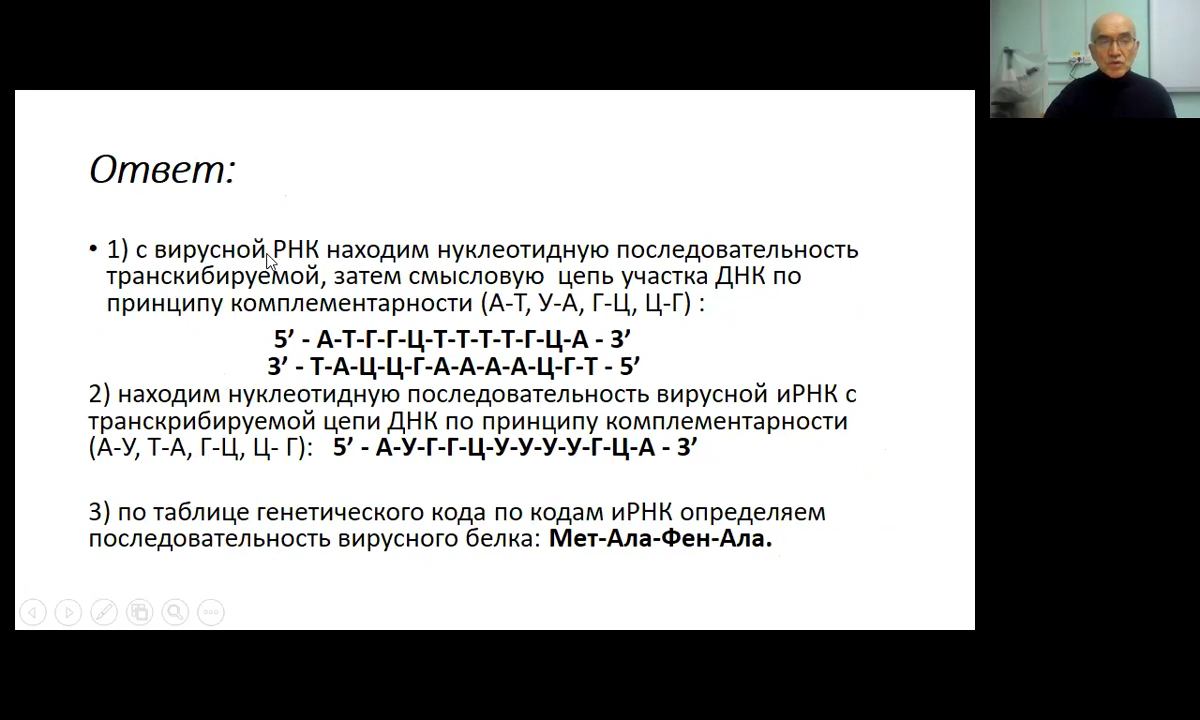 Ответ:
• 1) с вирусной РНК находим нуклеотидную последовательность
транскибируемой, затем смысловую цепь участка ДНК по
принципу комплементарности (А-Т, У-А, Г-Ц, Ц-Г) :
5’ - А-Т-Г-Г-Ц-Т-Т-Т-Т-Г-Ц-А - 3’
3’ - Т-А-Ц-Ц-Г-А-А-А-А-Ц-Г-Т - 5’
2) находим нуклеотидную последовательность вирусной иРНК с
транскрибируемой цепи ДНК по принципу комплементарности
(А-У, Т-А, Г-Ц, Ц- Г): 5’ - А-У-Г-Г-Ц-У-У-У-У-Г-Ц-А - 3’
3) по таблице генетического кода по кодам иРНК определяем
последовательность вирусного белка: Мет-Ала-Фен-Ала.